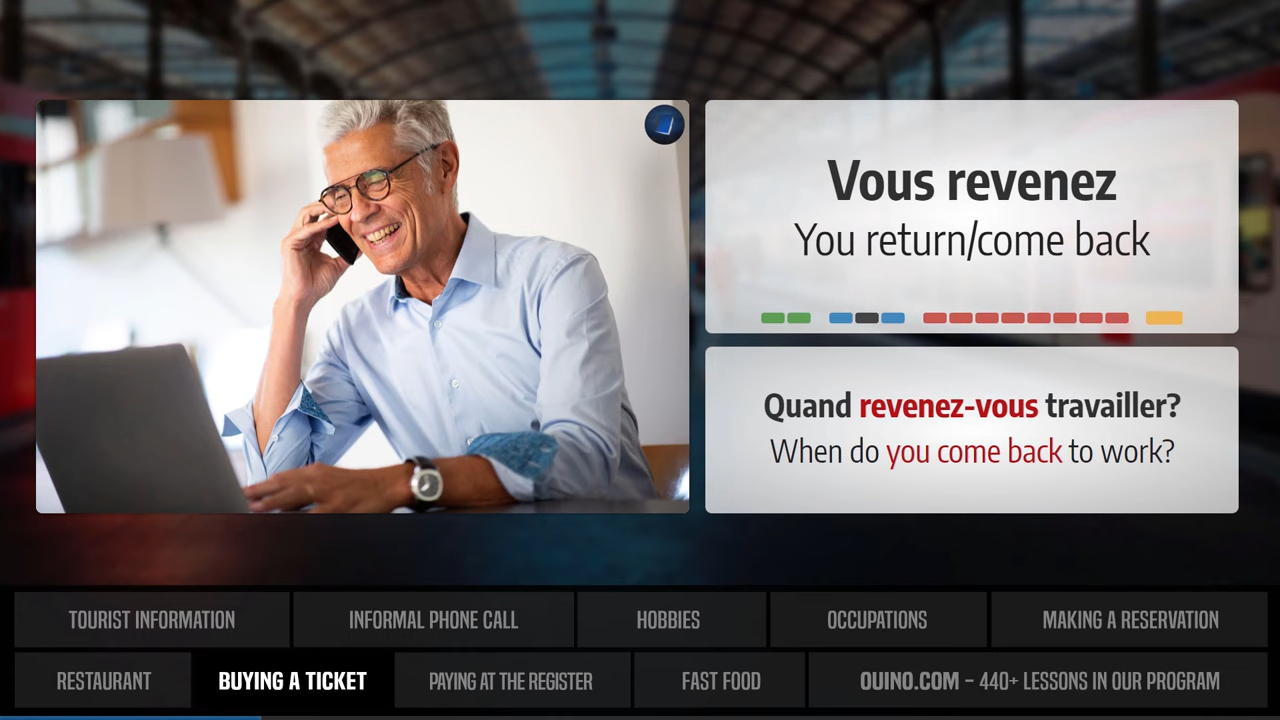 Vous revenez
You return/come back
Quand revenez-vous travailler?
When do you come back to work?
TOURIST INFORMATION
INFORMAL PHONE CALL
HOBBIES
OCCUPATIONS
MAKING A RESERVATION
RESTAURANT
BUYING A TICKET
PAYING AT THE REGISTER
FAST FOOD
OUINO.COM – 440+ LESSONS IN OUR PROGRAM